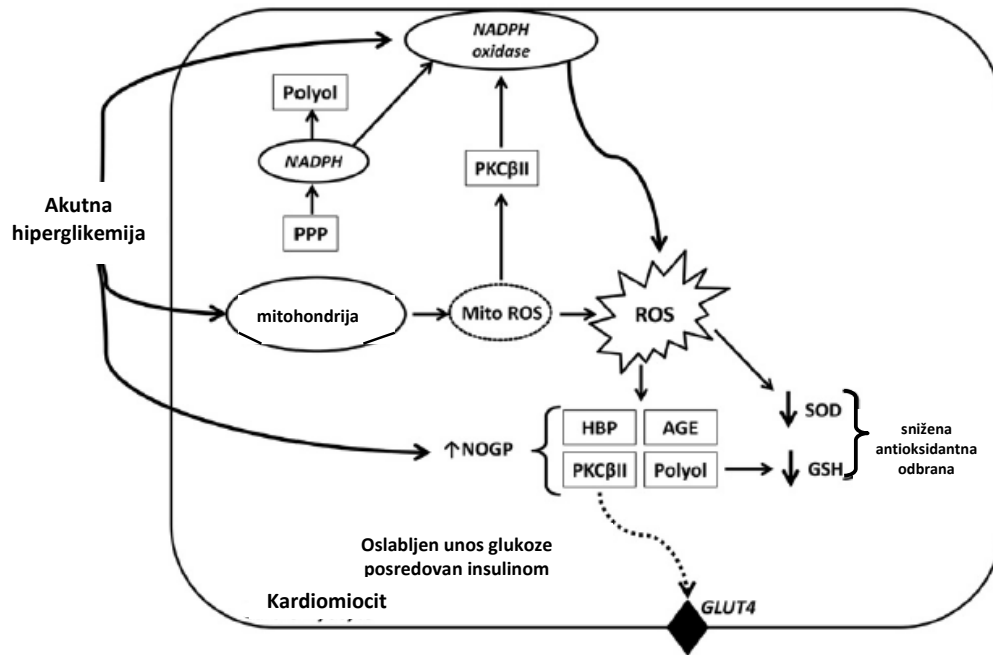 NADPH
oxidase
Polyol
NADPH
PKCβII
PPP
Akutna
hiperglikemija
mitohondrija
Mito ROS
ROS
↑NOGP
HBP
AGE
PKCβII
Polyol
↓ SOD
↓ GSH
snižena
antioksidantna
odbrana
Oslabljen unos glukoze
posredovan insulinom
Kardiomiocit
GLUT4